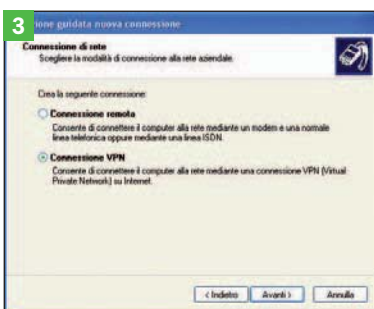 3
ione guidata nuova connessione
Connessione di rete
Scegliere la modalità di connessione alla rete aziendale.
Crea la seguente connessione:
Connessione remota
Consente di connettere il computer alla rete mediante un modem e una normale
linea telefonica oppure mediante una linea ISDN.
Connessione VPN
Consente di connettere il computer alla rete mediante una connessione VPN (Virtual
Private Network) su Internet.
< Indietro Avanti > Annulla